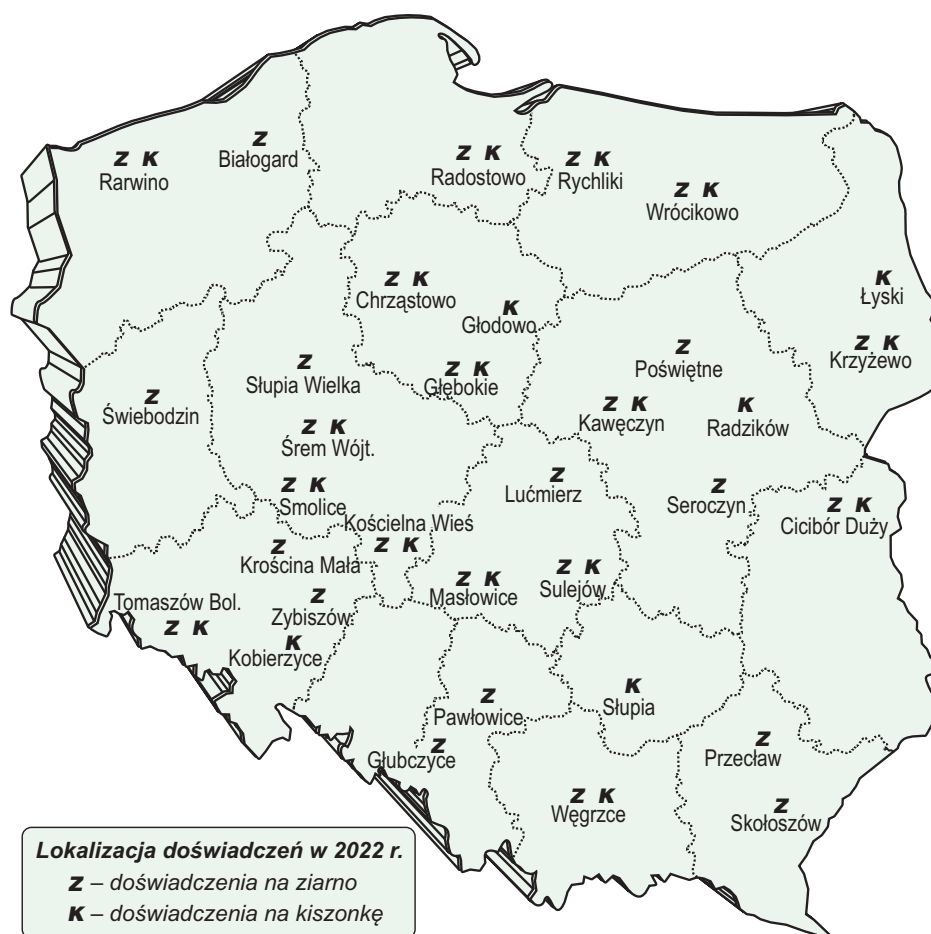 Z
Białogard
Z K
Rarwino
Z K
Radostowo
Z K
Rychliki
Z K
Wrócikowo
Z K
Chrząstowo
K
Głodowo
K
Łyski
Z K
Krzyżewo
Z
Słupia Wielka
Z K
Głębokie
Z
Poświętne
Z
Świebodzin
Z K
Kawęczyn
K
Radzików
Z K
Śrem Wójt.
Z K
Smolice
Z
Lućmierz
Z
Seroczyn
Z K
Cicibór Duży
Kościelna Wieś
Z K
Z
Krościna Mała
Z K
Masłowice
Z K
Sulejów
Tomaszów Bol.
Z K
Z
Zybiszów
K
Kobierzyce
Z
Pawłowice
K
Słupia
Z
Głubczyce
Z
Przecław
Z K
Węgrzce
Z
Skołoszów
Lokalizacja doświadczeń w 2022 r.
Z – doświadczenia na ziarno
K – doświadczenia na kiszonkę